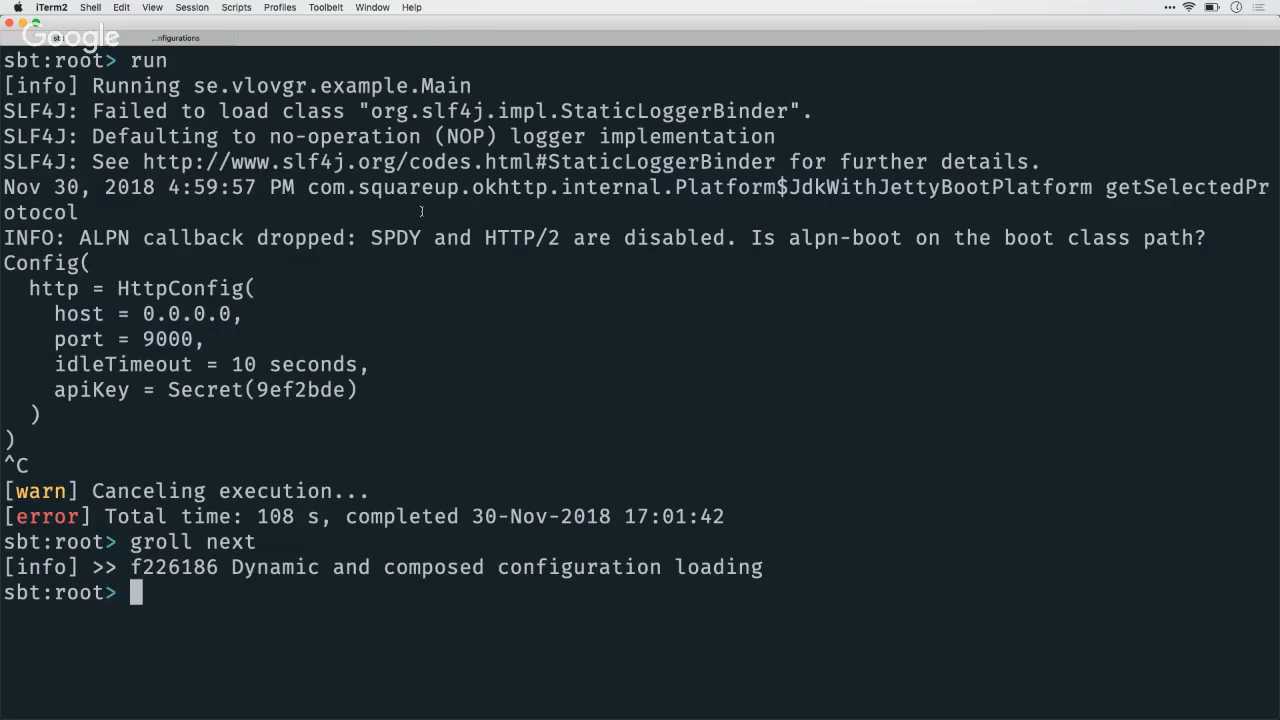 iTerm2 Shell Edit View Session Scripts Profiles Toolbelt Window Help
Google
...nfigurations
sbt:root> run
[info] Running se.vlovgr.example.Main
SLF4J: Failed to load class "org.slf4j.impl.StaticLoggerBinder".
SLF4J: Defaulting to no-operation (NOP) logger implementation
SLF4J: See http://www.slf4j.org/codes.html#StaticLoggerBinder for further details.
Nov 30, 2018 4:59:57 PM com.squareup.okhttp.internal.Platform$JdkWithJettyBootPlatform getSelectedPr
otocol
INFO: ALPN callback dropped: SPDY and HTTP/2 are disabled. Is alpn-boot on the boot class path?
Config(
  http = HttpConfig(
    host = 0.0.0.0,
    port = 9000,
    idleTimeout = 10 seconds,
    apiKey = Secret(9ef2bde)
  )
)
^C
[warn] Canceling execution...
[error] Total time: 108 s, completed 30-Nov-2018 17:01:42
sbt:root> groll next
[info] >> f226186 Dynamic and composed configuration loading
sbt:root>